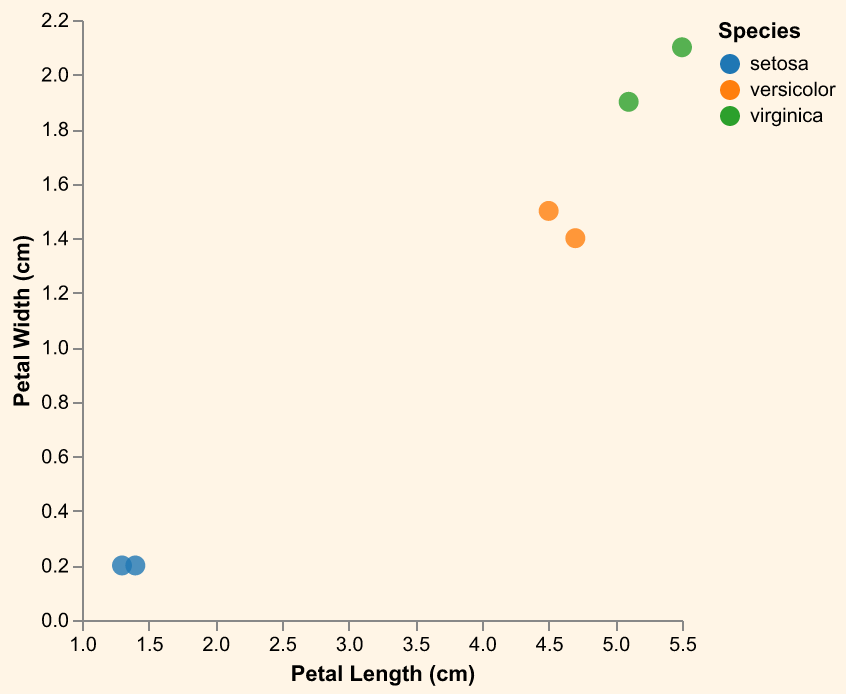 2.2
2.0
1.8
1.6
1.4
1.2
1.0
0.8
0.6
0.4
0.2
0.0
Petal Width (cm)
1.0 1.5 2.0 2.5 3.0 3.5 4.0 4.5 5.0 5.5
Petal Length (cm)
Species
setosa
versicolor
virginica